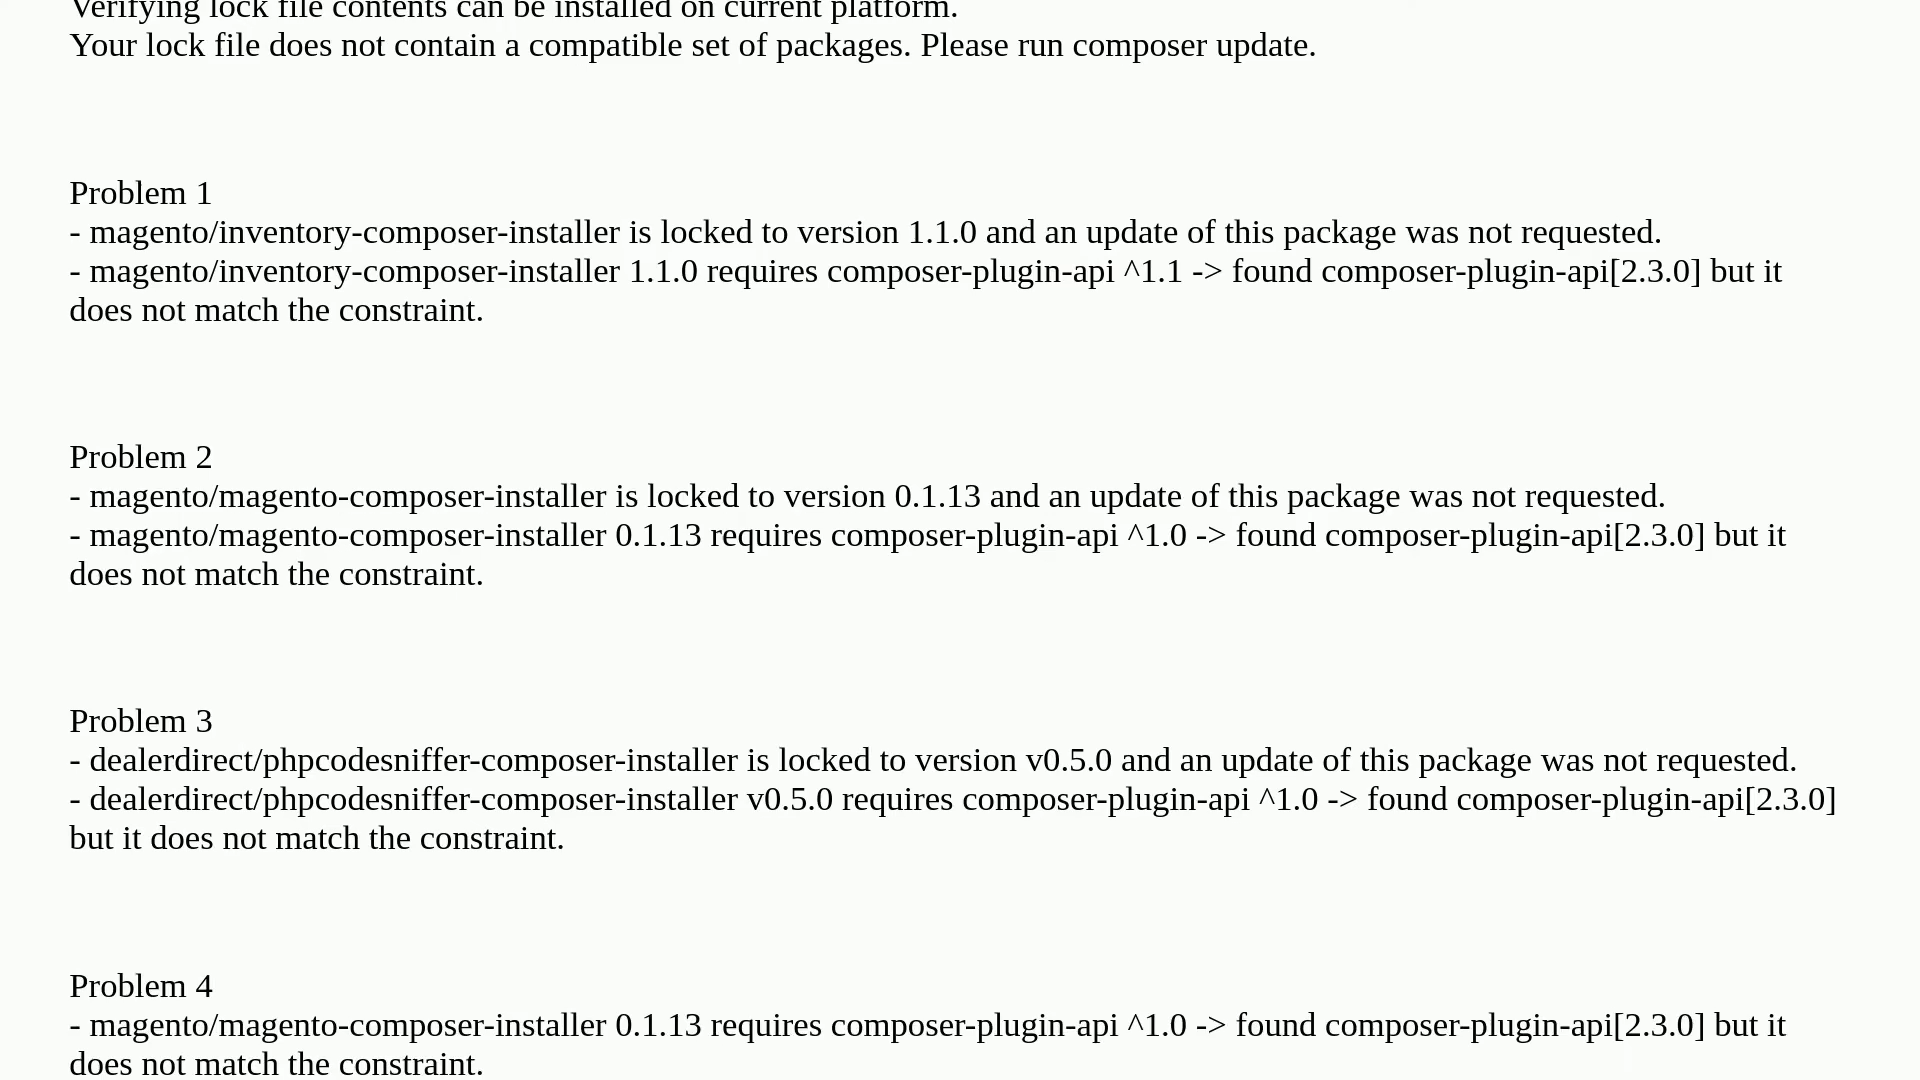 Verifying lock file contents can be installed on current platform.
Your lock file does not contain a compatible set of packages. Please run composer update.
Problem 1
- magento/inventory-composer-installer is locked to version 1.1.0 and an update of this package was not requested.
- magento/inventory-composer-installer 1.1.0 requires composer-plugin-api ^1.1 -> found composer-plugin-api[2.3.0] but it
does not match the constraint.
Problem 2
- magento/magento-composer-installer is locked to version 0.1.13 and an update of this package was not requested.
- magento/magento-composer-installer 0.1.13 requires composer-plugin-api ^1.0 -> found composer-plugin-api[2.3.0] but it
does not match the constraint.
Problem 3
- dealerdirect/phpcodesniffer-composer-installer is locked to version v0.5.0 and an update of this package was not requested.
- dealerdirect/phpcodesniffer-composer-installer v0.5.0 requires composer-plugin-api ^1.0 -> found composer-plugin-api[2.3.0]
but it does not match the constraint.
Problem 4
- magento/magento-composer-installer 0.1.13 requires composer-plugin-api ^1.0 -> found composer-plugin-api[2.3.0] but it
does not match the constraint.